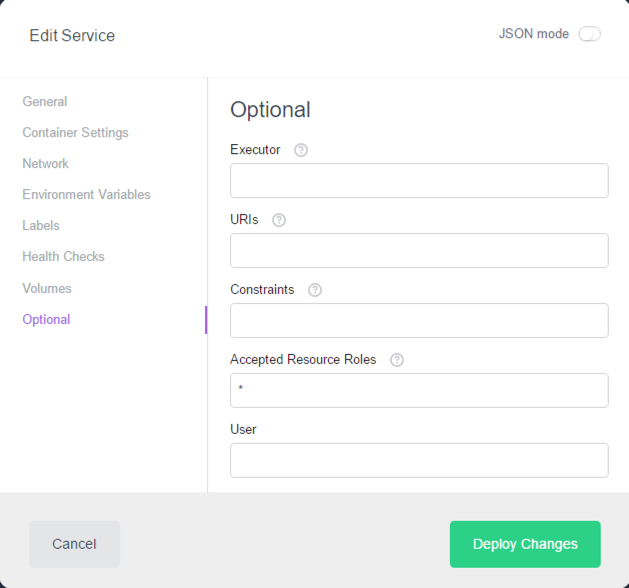 Edit Service
JSON mode
General
Container Settings
Network
Environment Variables
Labels
Health Checks
Volumes
Optional
Optional
Executor ?
URIs ?
Constraints ?
Accepted Resource Roles ?
*
User
Cancel
Deploy Changes